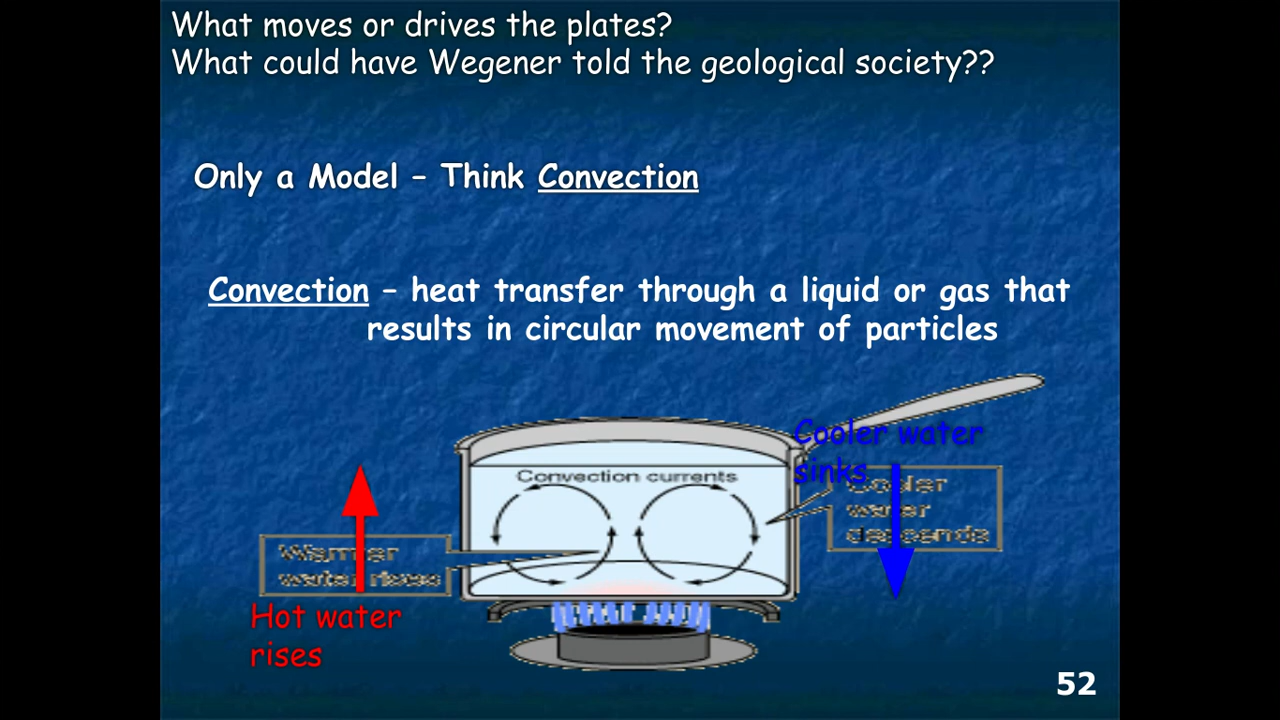 What moves or drives the plates?
What could have Wegener told the geological society??
Only a Model – Think Convection
Convection – heat transfer through a liquid or gas that
results in circular movement of particles
Cooler water
sinks
Convection currents
Cooler
water
descends
Warmer
water rises
Hot water
rises
52